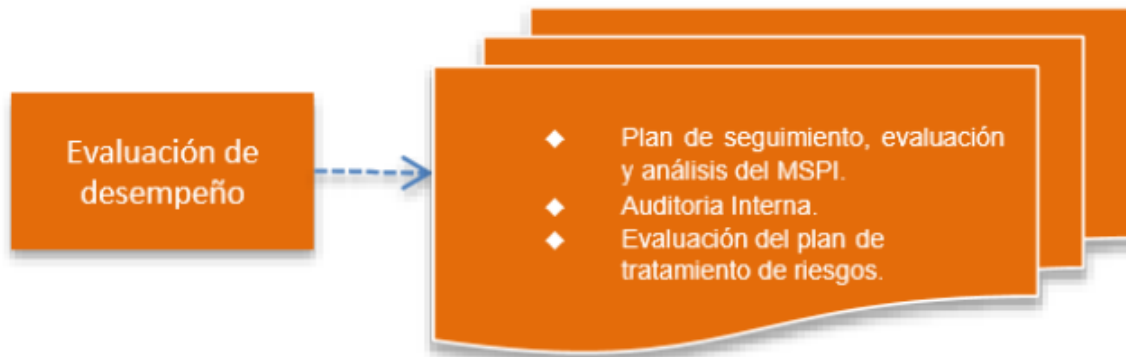 Evaluación de
desempeño
◆ Plan de seguimiento, evaluación
y análisis del MSPI.
◆ Auditoria Interna.
◆ Evaluación del plan de
tratamiento de riesgos.